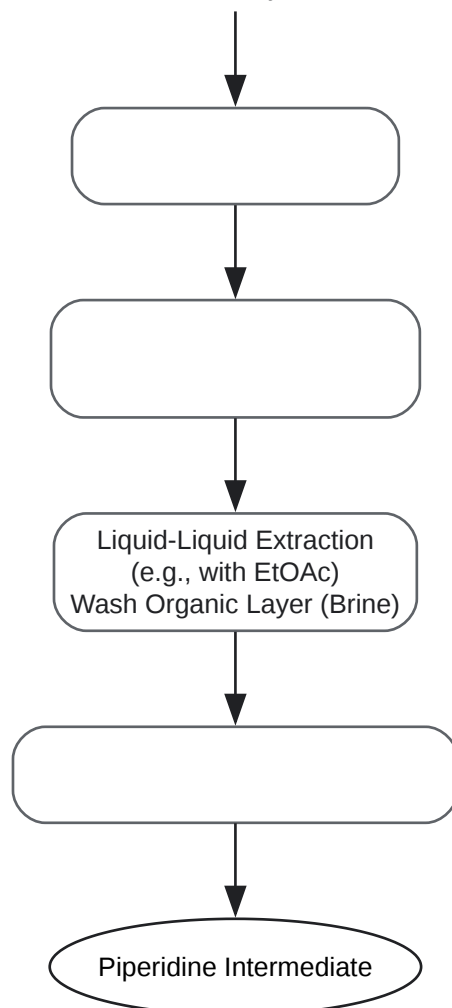 Liquid-Liquid Extraction
(e.g., with EtOAc)
Wash Organic Layer (Brine)
Piperidine Intermediate